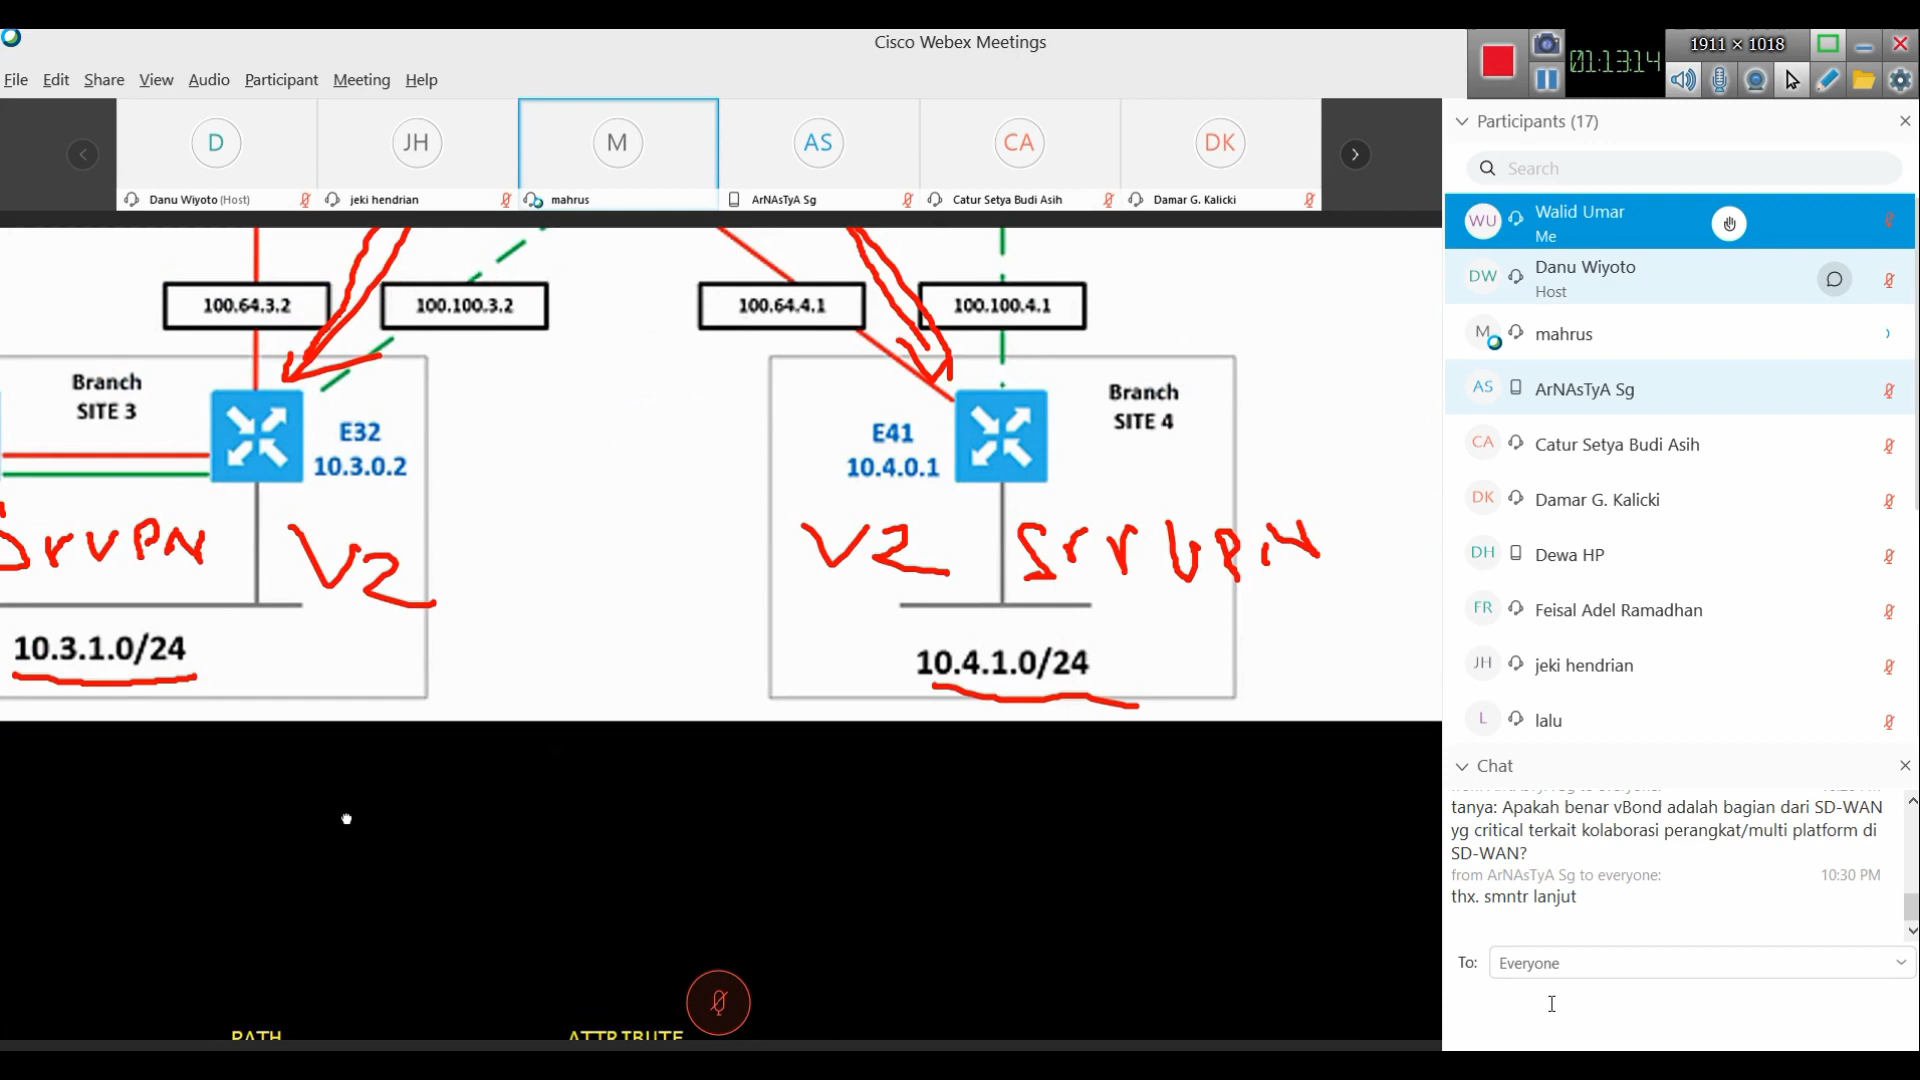 Cisco Webex Meetings
01:13:14
1911 × 1018
File Edit Share View Audio Participant Meeting Help
D
JH
M
AS
CA
DK
Danu Wiyoto (Host)
jeki hendrian
mahrus
ArNAsTyA Sg
Catur Setya Budi Asih
Damar G. Kalicki
100.64.3.2
100.100.3.2
100.64.4.1
100.100.4.1
Branch
SITE 3
E32
10.3.0.2
E41
10.4.0.1
Branch
SITE 4
SrvPN
V2
V2
10.3.1.0/24
10.4.1.0/24
PATH
ATTRIBUTE
Participants (17)
Search
WU
Walid Umar
Me
DW
Danu Wiyoto
Host
M
mahrus
AS
ArNAsTyA Sg
CA
Catur Setya Budi Asih
DK
Damar G. Kalicki
DH
Dewa HP
FR
Feisal Adel Ramadhan
JH
jeki hendrian
L
lalu
Chat
tanya: Apakah benar vBond adalah bagian dari SD-WAN
yg critical terkait kolaborasi perangkat/multi platform di
SD-WAN?
from ArNAsTyA Sg to everyone: 10:30 PM
thx. smntr lanjut
To: Everyone